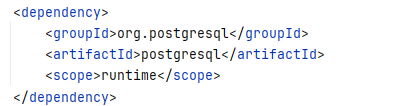 <dependency>
    <groupId>org.postgresql</groupId>
    <artifactId>postgresql</artifactId>
    <scope>runtime</scope>
</dependency>